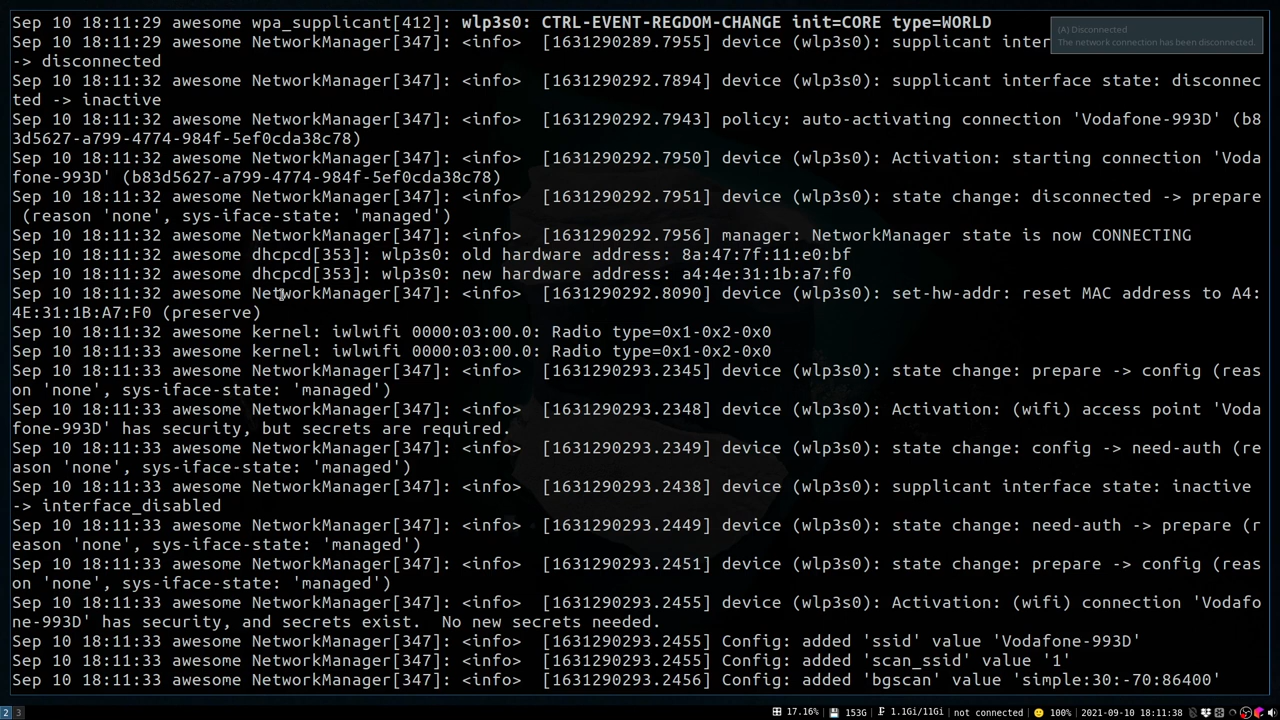 Sep 10 18:11:29 awesome wpa_supplicant[412]: wlp3s0: CTRL-EVENT-REGDOM-CHANGE init=CORE type=WORLD
(A) Disconnected
The network connection has been disconnected.
Sep 10 18:11:29 awesome NetworkManager[347]: <info>  [1631290289.7955] device (wlp3s0): supplicant inter
-> disconnected
Sep 10 18:11:32 awesome NetworkManager[347]: <info>  [1631290292.7894] device (wlp3s0): supplicant interface state: disconnec
ted -> inactive
Sep 10 18:11:32 awesome NetworkManager[347]: <info>  [1631290292.7943] policy: auto-activating connection 'Vodafone-993D' (b8
3d5627-a799-4774-984f-5ef0cda38c78)
Sep 10 18:11:32 awesome NetworkManager[347]: <info>  [1631290292.7950] device (wlp3s0): Activation: starting connection 'Voda
fone-993D' (b83d5627-a799-4774-984f-5ef0cda38c78)
Sep 10 18:11:32 awesome NetworkManager[347]: <info>  [1631290292.7951] device (wlp3s0): state change: disconnected -> prepare
 (reason 'none', sys-iface-state: 'managed')
Sep 10 18:11:32 awesome NetworkManager[347]: <info>  [1631290292.7956] manager: NetworkManager state is now CONNECTING
Sep 10 18:11:32 awesome dhcpcd[353]: wlp3s0: old hardware address: 8a:47:7f:11:e0:bf
Sep 10 18:11:32 awesome dhcpcd[353]: wlp3s0: new hardware address: a4:4e:31:1b:a7:f0
Sep 10 18:11:32 awesome NetworkManager[347]: <info>  [1631290292.8090] device (wlp3s0): set-hw-addr: reset MAC address to A4:
4E:31:1B:A7:F0 (preserve)
Sep 10 18:11:32 awesome kernel: iwlwifi 0000:03:00.0: Radio type=0x1-0x2-0x0
Sep 10 18:11:33 awesome kernel: iwlwifi 0000:03:00.0: Radio type=0x1-0x2-0x0
Sep 10 18:11:33 awesome NetworkManager[347]: <info>  [1631290293.2345] device (wlp3s0): state change: prepare -> config (reas
on 'none', sys-iface-state: 'managed')
Sep 10 18:11:33 awesome NetworkManager[347]: <info>  [1631290293.2348] device (wlp3s0): Activation: (wifi) access point 'Voda
fone-993D' has security, but secrets are required.
Sep 10 18:11:33 awesome NetworkManager[347]: <info>  [1631290293.2349] device (wlp3s0): state change: config -> need-auth (re
ason 'none', sys-iface-state: 'managed')
Sep 10 18:11:33 awesome NetworkManager[347]: <info>  [1631290293.2438] device (wlp3s0): supplicant interface state: inactive
-> interface_disabled
Sep 10 18:11:33 awesome NetworkManager[347]: <info>  [1631290293.2449] device (wlp3s0): state change: need-auth -> prepare (r
eason 'none', sys-iface-state: 'managed')
Sep 10 18:11:33 awesome NetworkManager[347]: <info>  [1631290293.2451] device (wlp3s0): state change: prepare -> config (reas
on 'none', sys-iface-state: 'managed')
Sep 10 18:11:33 awesome NetworkManager[347]: <info>  [1631290293.2455] device (wlp3s0): Activation: (wifi) connection 'Vodafo
ne-993D' has security, and secrets exist.  No new secrets needed.
Sep 10 18:11:33 awesome NetworkManager[347]: <info>  [1631290293.2455] Config: added 'ssid' value 'Vodafone-993D'
Sep 10 18:11:33 awesome NetworkManager[347]: <info>  [1631290293.2455] Config: added 'scan_ssid' value '1'
Sep 10 18:11:33 awesome NetworkManager[347]: <info>  [1631290293.2456] Config: added 'bgscan' value 'simple:30:-70:86400'
2 3 17.16% 153G 1.1Gi/11Gi not connected 100% 2021-09-10 18:11:38